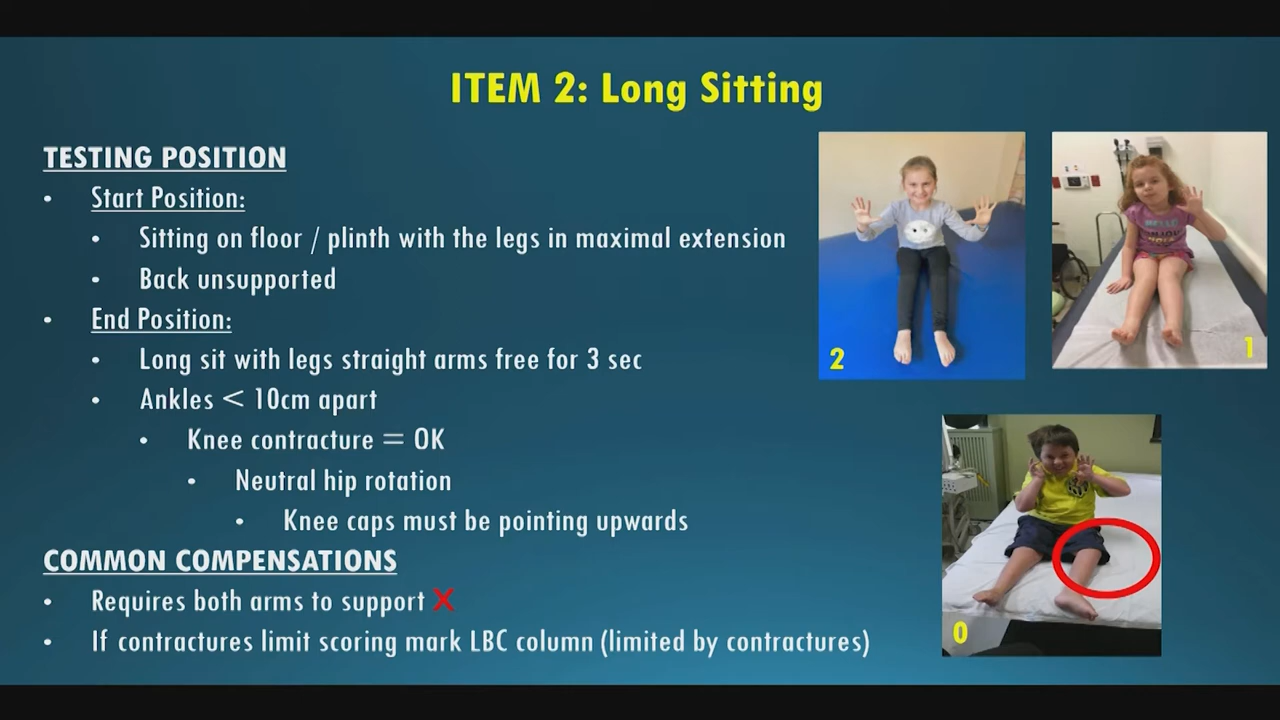 ITEM 2: Long Sitting
TESTING POSITION
• Start Position:
• Sitting on floor / plinth with the legs in maximal extension
• Back unsupported
• End Position:
• Long sit with legs straight arms free for 3 sec
• Ankles < 10cm apart
• Knee contracture = OK
• Neutral hip rotation
• Knee caps must be pointing upwards
COMMON COMPENSATIONS
• Requires both arms to support X
• If contractures limit scoring mark LBC column (limited by contractures)
2
1
0